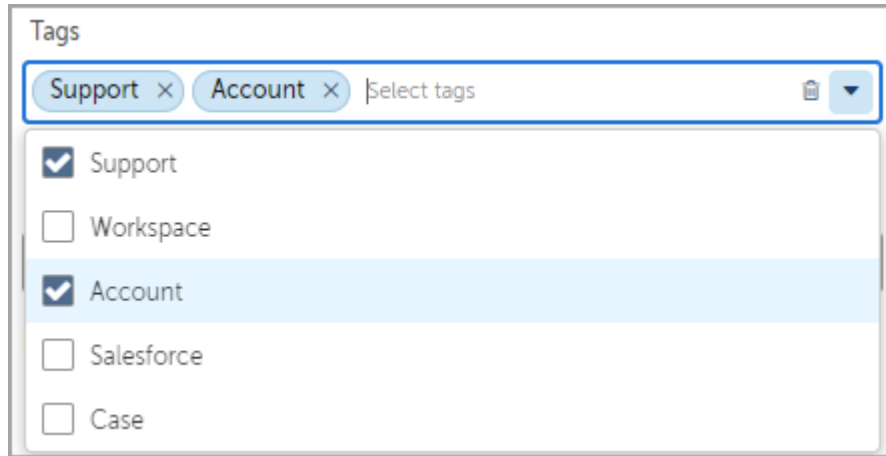 Tags
Support × Account × Select tags
Support
Workspace
Account
Salesforce
Case